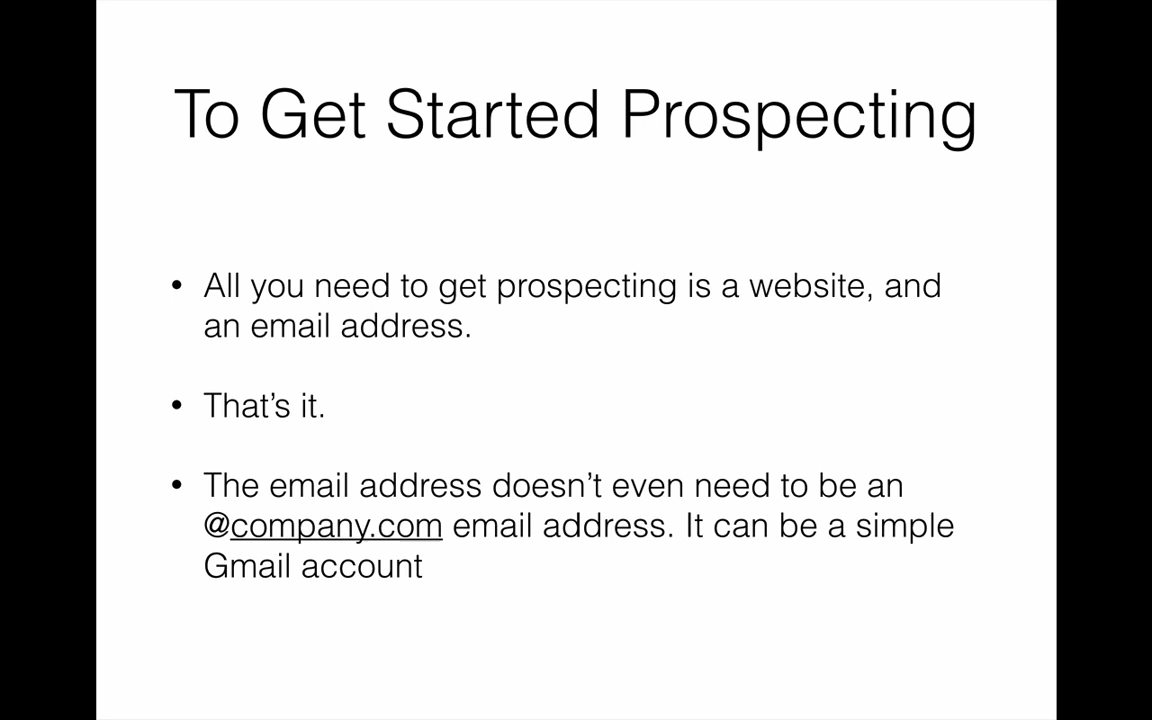 To Get Started Prospecting
• All you need to get prospecting is a website, and
an email address.
• That’s it.
• The email address doesn’t even need to be an
@company.com email address. It can be a simple
Gmail account